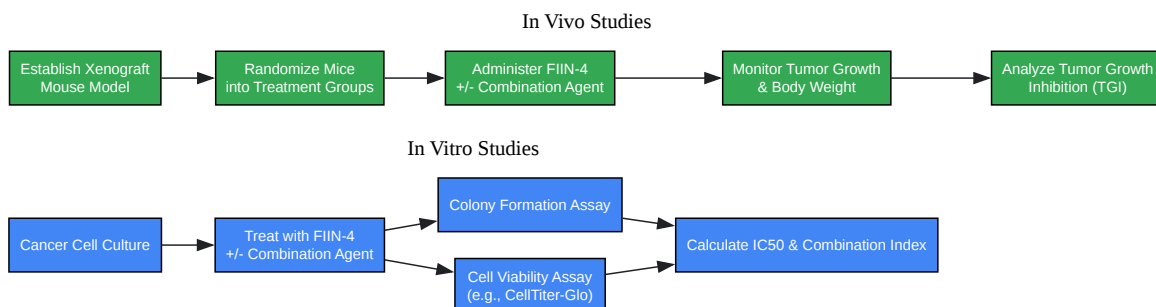 In Vivo Studies
Establish Xenograft
Mouse Model
Randomize Mice
into Treatment Groups
Administer FIIN-4
+/- Combination Agent
Monitor Tumor Growth
& Body Weight
Analyze Tumor Growth
Inhibition (TGI)
In Vitro Studies
Cancer Cell Culture
Treat with FIIN-4
+/- Combination Agent
Colony Formation Assay
Cell Viability Assay
(e.g., CellTiter-Glo)
Calculate IC50 & Combination Index